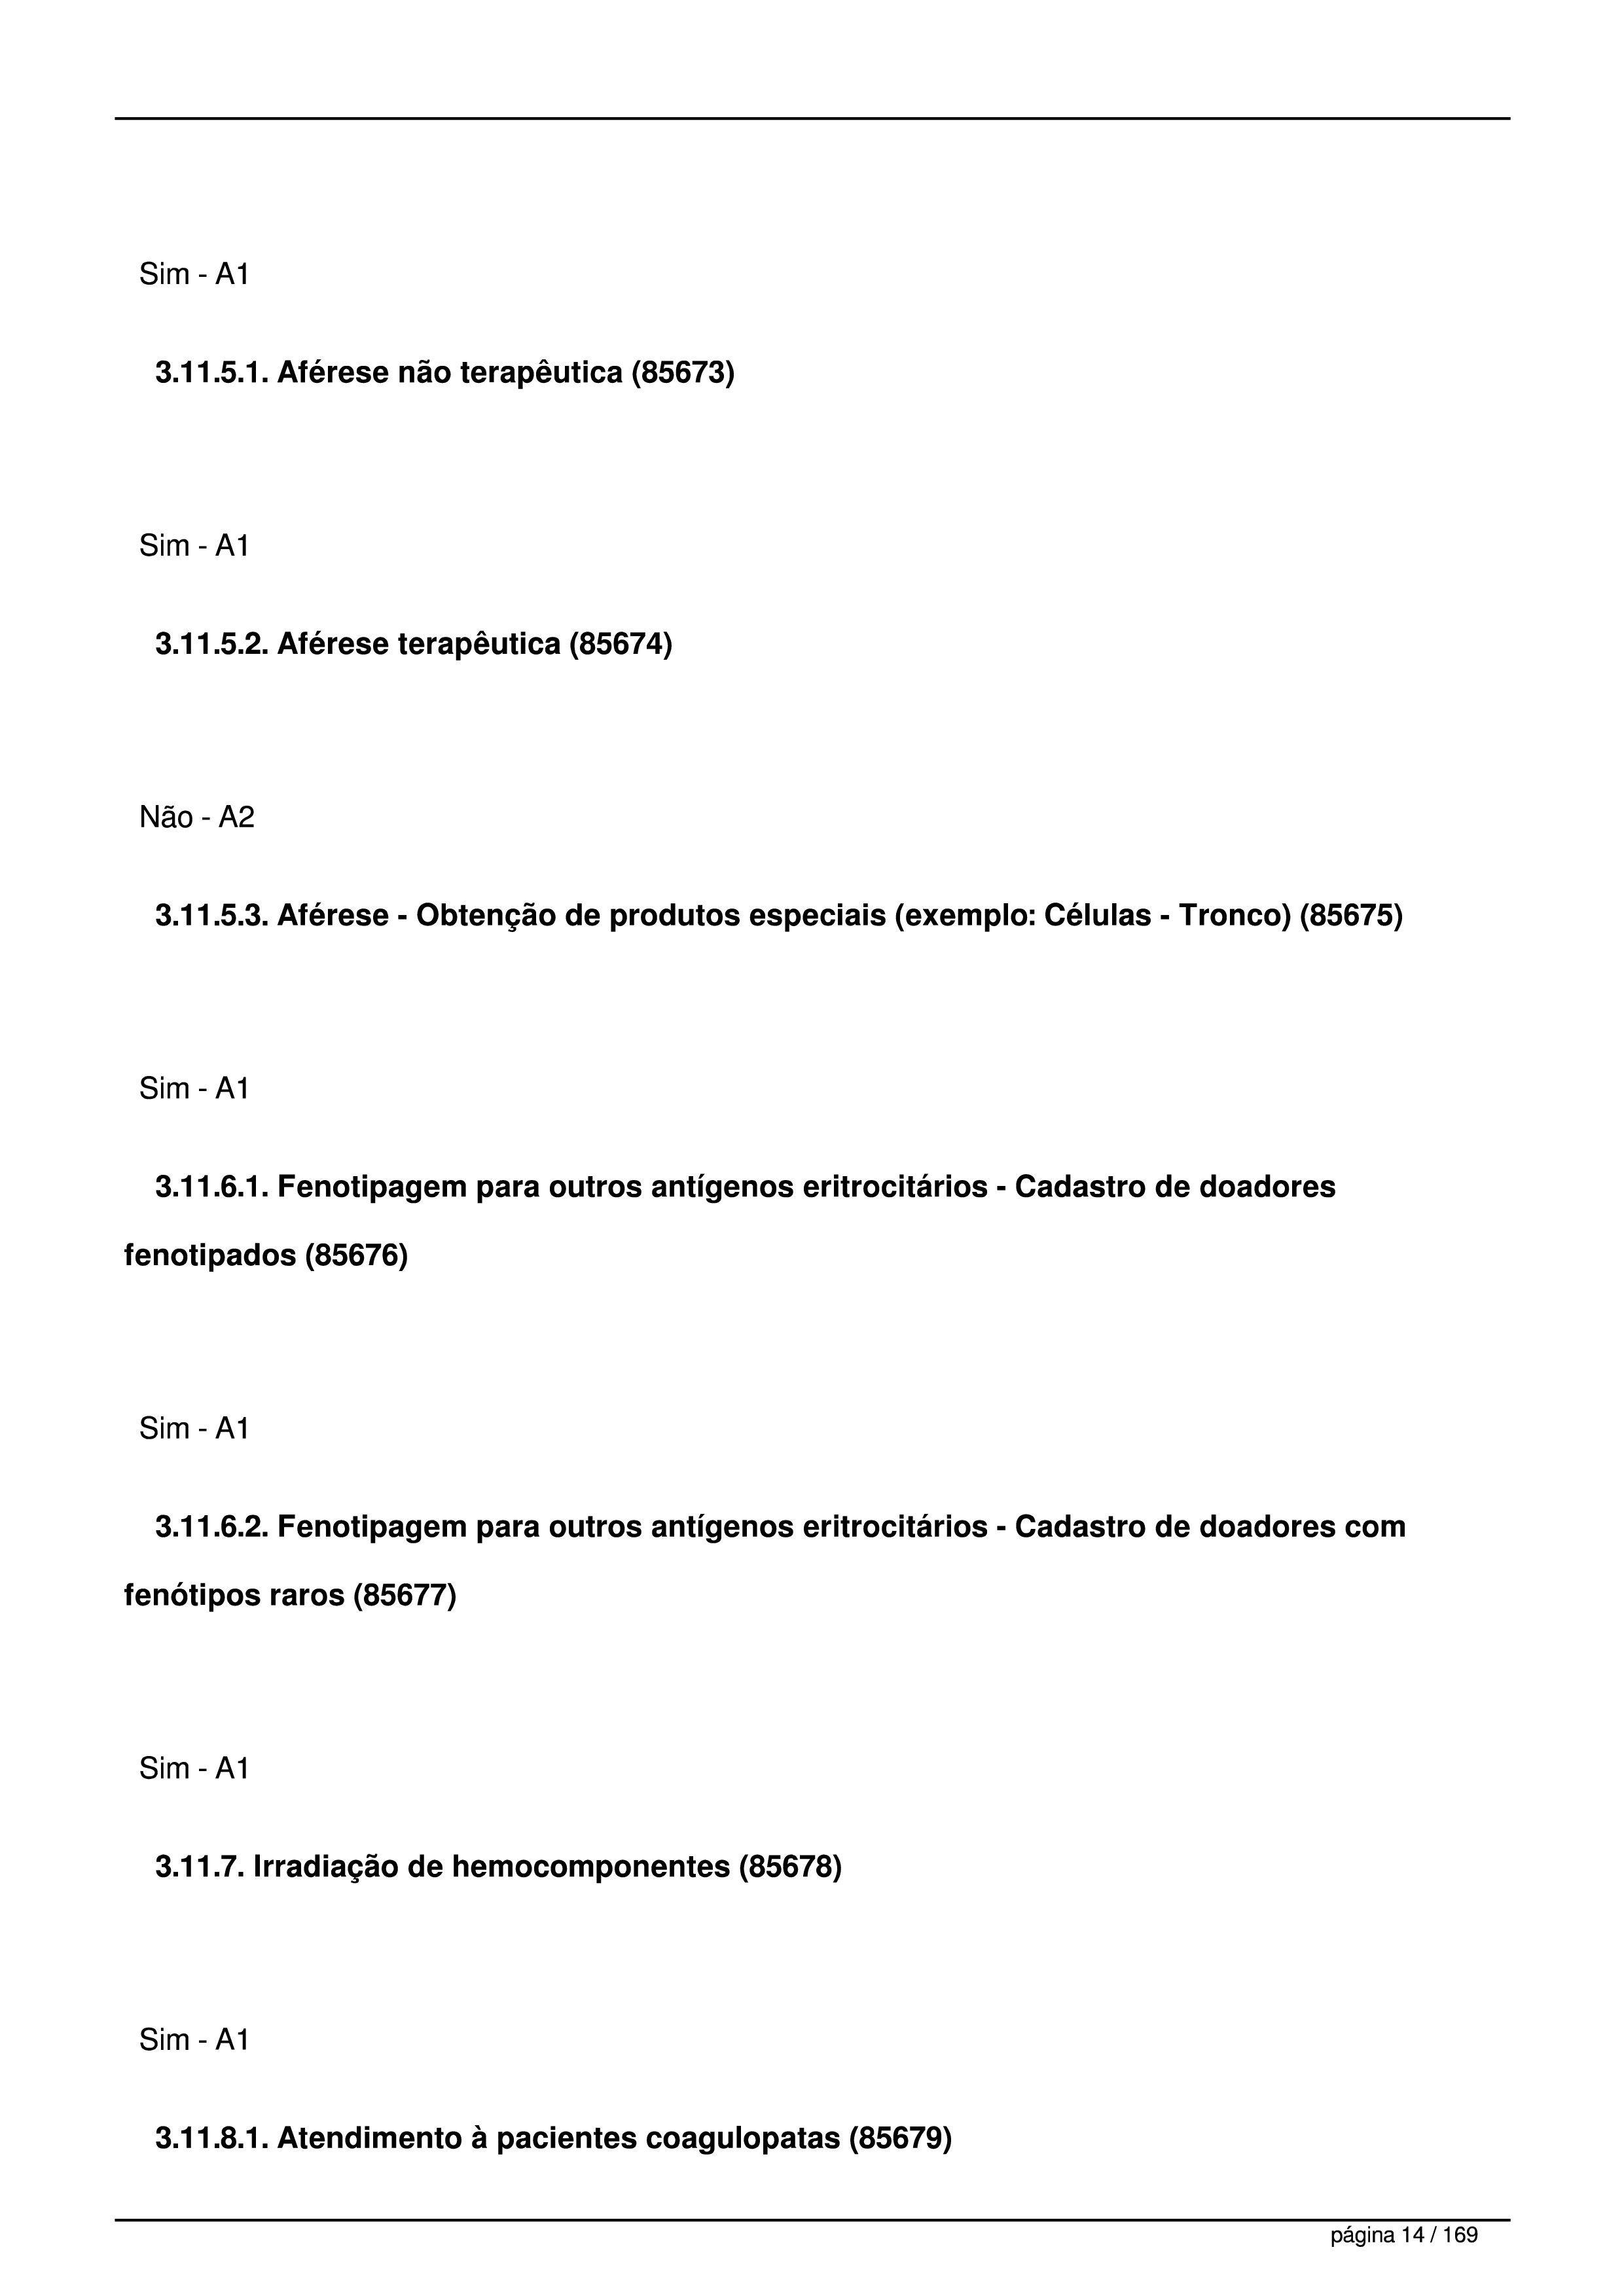 Sim - A1
3.11.5.1. Aférese não terapêutica (85673)
Sim - A1
3.11.5.2. Aférese terapêutica (85674)
Não - A2
3.11.5.3. Aférese - Obtenção de produtos especiais (exemplo: Células - Tronco) (85675)
Sim - A1
3.11.6.1. Fenotipagem para outros antígenos eritrocitários - Cadastro de doadores
fenotipados (85676)
Sim - A1
3.11.6.2. Fenotipagem para outros antígenos eritrocitários - Cadastro de doadores com
fenótipos raros (85677)
Sim - A1
3.11.7. Irradiação de hemocomponentes (85678)
Sim - A1
3.11.8.1. Atendimento à pacientes coagulopatas (85679)
página 14 / 169